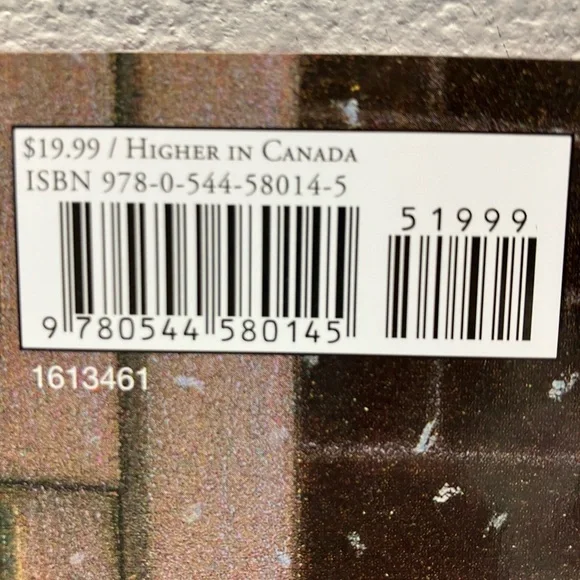 $19.99 / HIGHER IN CANADA
ISBN 978-0-544-58014-5
51999
9 780544 580145
1613461